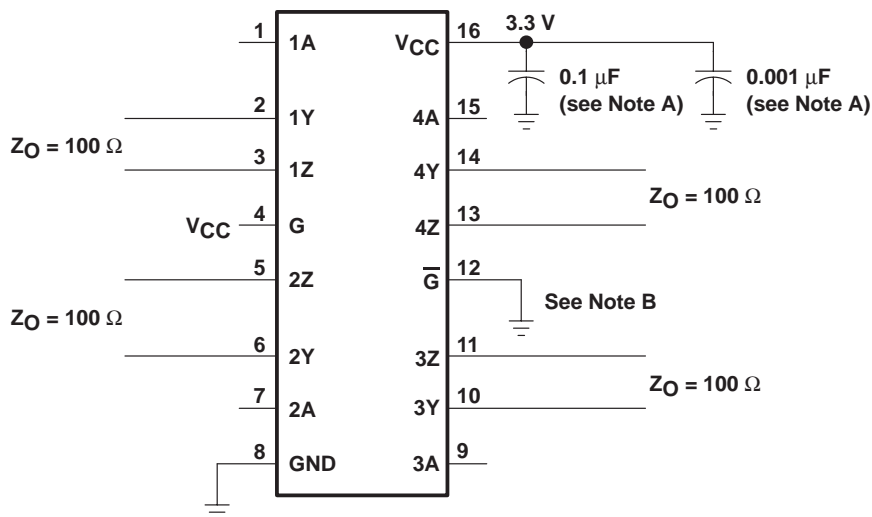 1
1A
VCC
16
3.3 V
0.1 μF
(see Note A)
0.001 μF
(see Note A)
2
1Y
4A
15
ZO = 100 Ω
3
1Z
4Y
14
ZO = 100 Ω
VCC
4
G
4Z
13
5
2Z
G̅
12
See Note B
ZO = 100 Ω
6
2Y
3Z
11
ZO = 100 Ω
7
2A
3Y
10
8
GND
3A
9